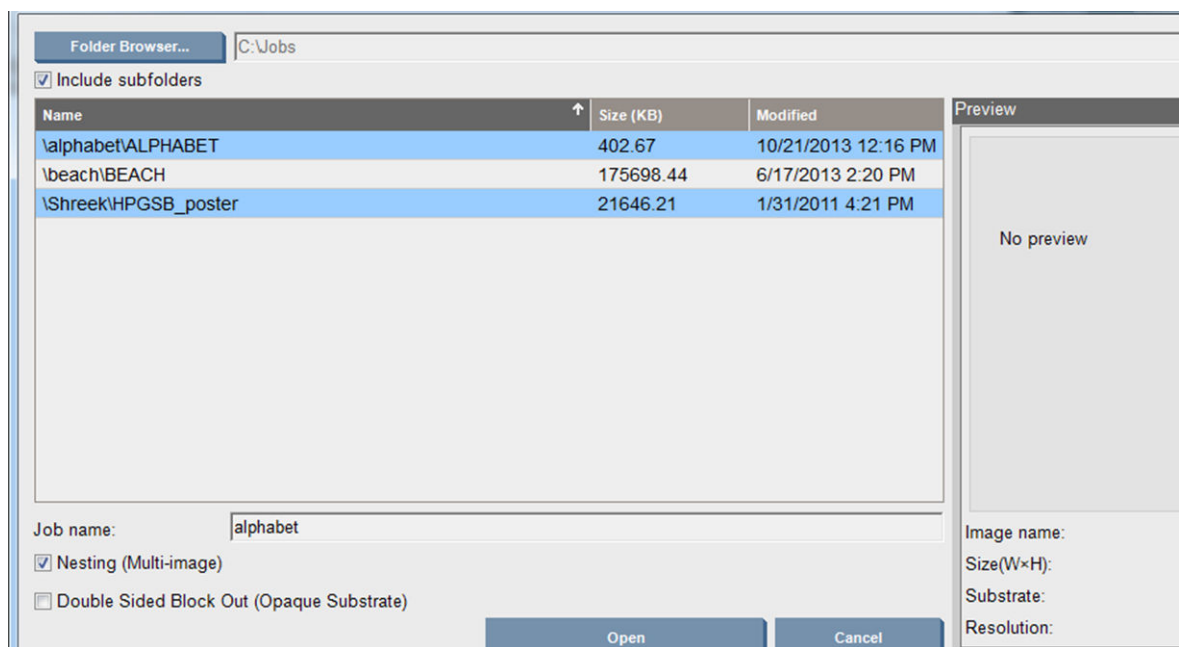 Folder Browser... C:\Jobs
Include subfolders
Name Size (KB) Modified
\alphabet\ALPHABET 402.67 10/21/2013 12:16 PM
\beach\BEACH 175698.44 6/17/2013 2:20 PM
\Shreek\HPGSB_poster 21646.21 1/31/2011 4:21 PM
Job name: alphabet
Nesting (Multi-image)
Double Sided Block Out (Opaque Substrate)
Open Cancel
Preview
No preview
Image name:
Size(W×H):
Substrate:
Resolution: